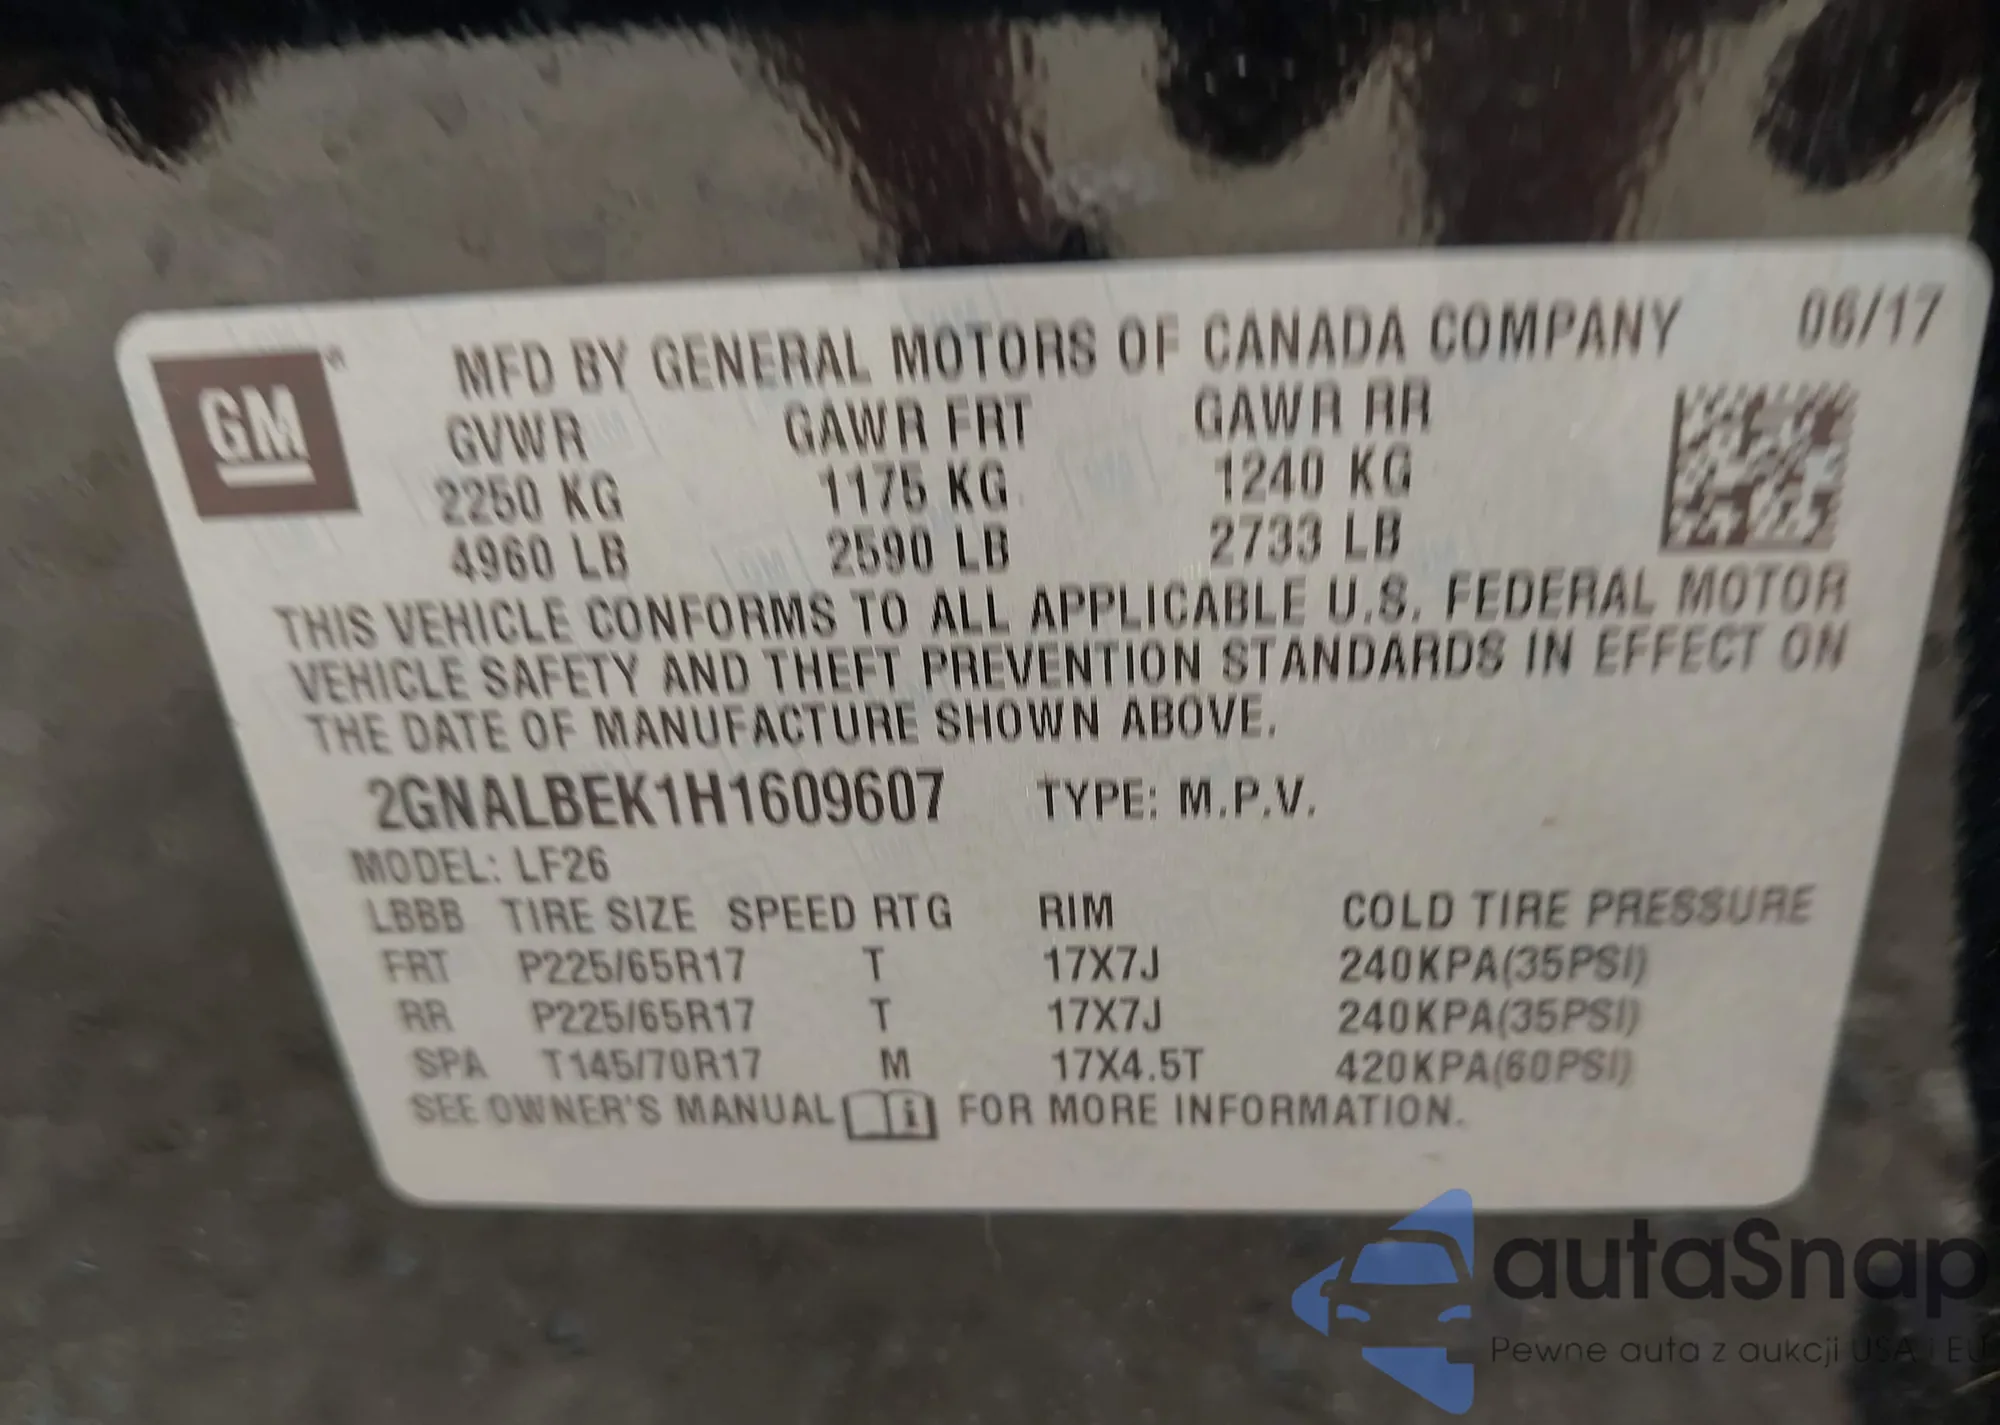 GM
MFD BY GENERAL MOTORS OF CANADA COMPANY 06/17
GVWR GAWR FRT GAWR RR
2250 KG 1175 KG 1240 KG
4960 LB 2590 LB 2733 LB
THIS VEHICLE CONFORMS TO ALL APPLICABLE U.S. FEDERAL MOTOR
VEHICLE SAFETY AND THEFT PREVENTION STANDARDS IN EFFECT ON
THE DATE OF MANUFACTURE SHOWN ABOVE.
2GNALBEK1H1609607 TYPE: M.P.V.
MODEL: LF26
LBBB TIRE SIZE SPEED RTG RIM COLD TIRE PRESSURE
FRT P225/65R17 T 17X7J 240KPA(35PSI)
RR P225/65R17 T 17X7J 240KPA(35PSI)
SPA T145/70R17 M 17X4.5T 420KPA(60PSI)
SEE OWNER'S MANUAL i FOR MORE INFORMATION.
autaSnap
Pewne auta z aukcji USA i EU